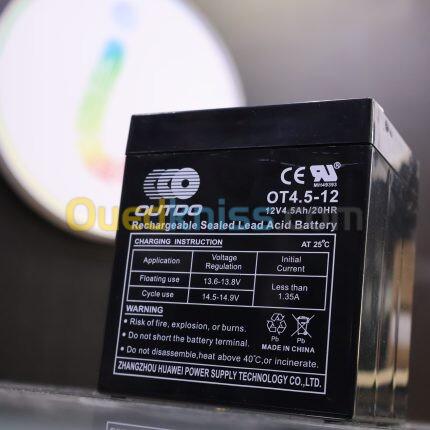 CE
MH49393
OUTDO
OT4.5-12
12V4.5Ah/20HR
Rechargeable Sealed Lead Acid Battery
CHARGING INSTRUCTION AT 25°C
Application Voltage Regulation Initial Current
Floating use 13.6-13.8V Less than 1.35A
Cycle use 14.5-14.9V
WARNING
• Risk of fire, explosion, or burns.
• Do not short the battery terminal.
• Do not disassemble,heat above 40°C,or incinerate.
Pb
MADE IN CHINA
ZHANGZHOU HUAWEI POWER SUPPLY TECHNOLOGY CO.,LTD.